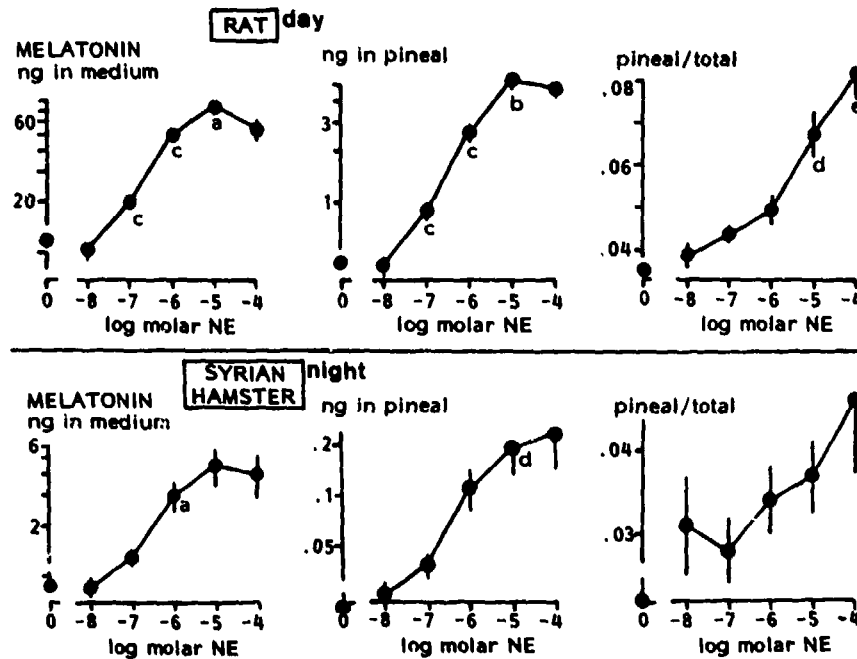 RAT day
MELATONIN
ng in medium
60
20
0 -8 -7 -6 -5 -4
log molar NE
c
c
a
ng in pineal
3
1
0 -8 -7 -6 -5 -4
log molar NE
c
c
b
pineal/total
.08
.06
.04
0 -8 -7 -6 -5 -4
log molar NE
d
SYRIAN night
HAMSTER
MELATONIN
ng in medium
6
2
0 -8 -7 -6 -5 -4
log molar NE
a
ng in pineal
.2
.1
.05
0 -8 -7 -6 -5 -4
log molar NE
d
pineal/total
.04
.03
0 -8 -7 -6 -5 -4
log molar NE